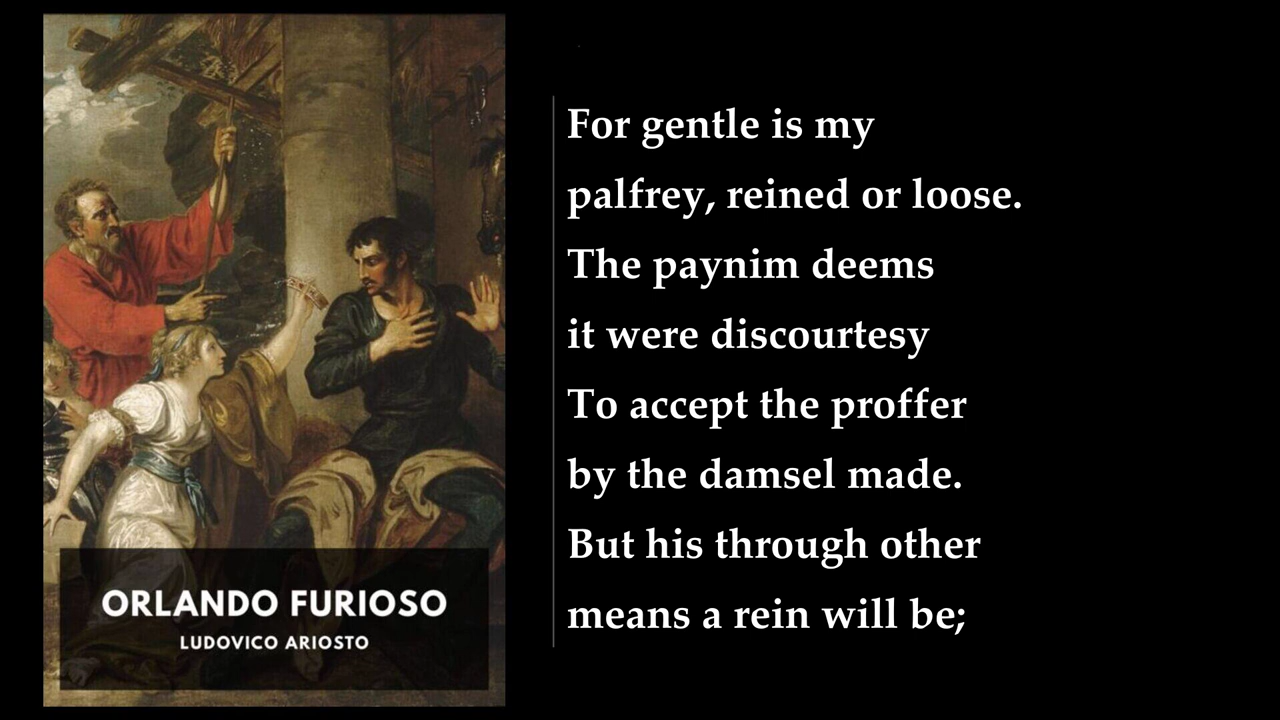 ORLANDO FURIOSO
LUDOVICO ARIOSTO
For gentle is my
palfrey, reined or loose.
The paynim deems
it were discourtesy
To accept the proffer
by the damsel made.
But his through other
means a rein will be;